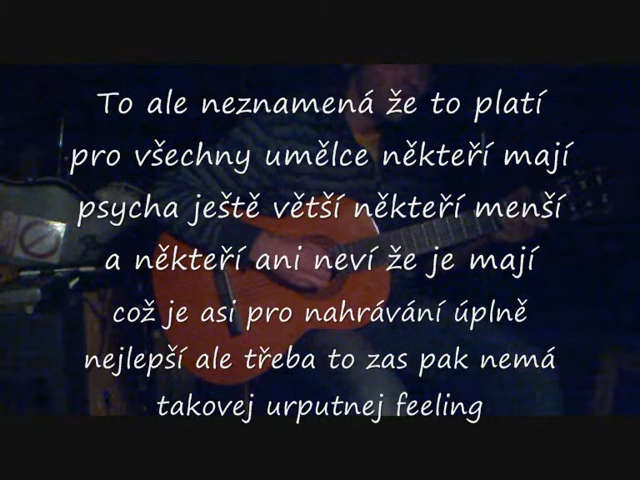 To ale neznamená že to platí
pro všechny umělce někteří mají
psycha ještě větší někteří menší
a někteří ani neví že je mají
což je asi pro nahrávání úplně
nejlepší ale třeba to zas pak nemá
takovej urputnej feeling